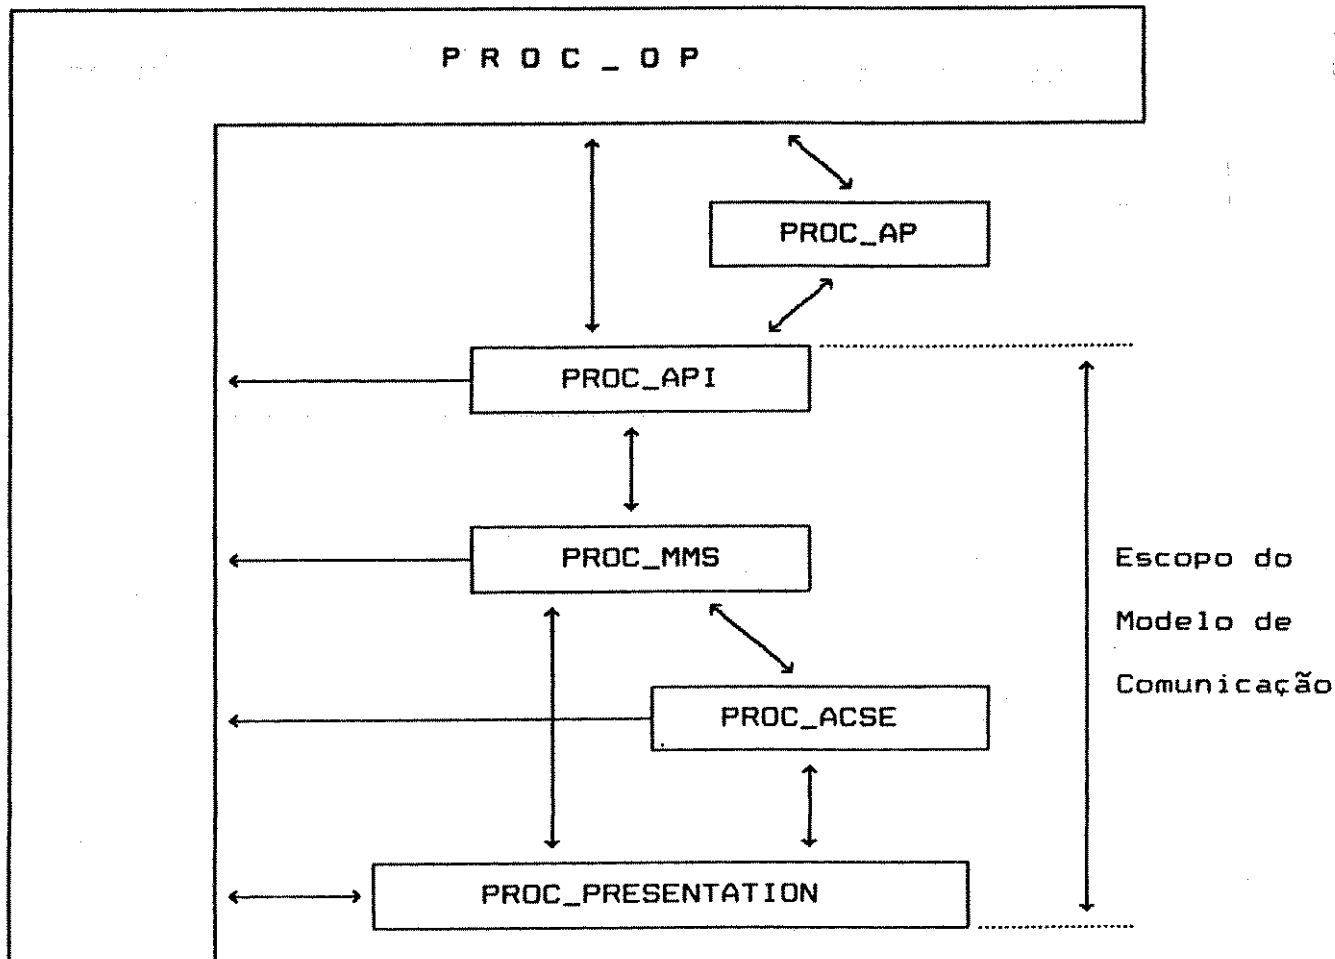 P R O C _ O P
PROC_AP
PROC_API
PROC_MMS
Escopo do
Modelo de
Comunicação
PROC_ACSE
PROC_PRESENTATION